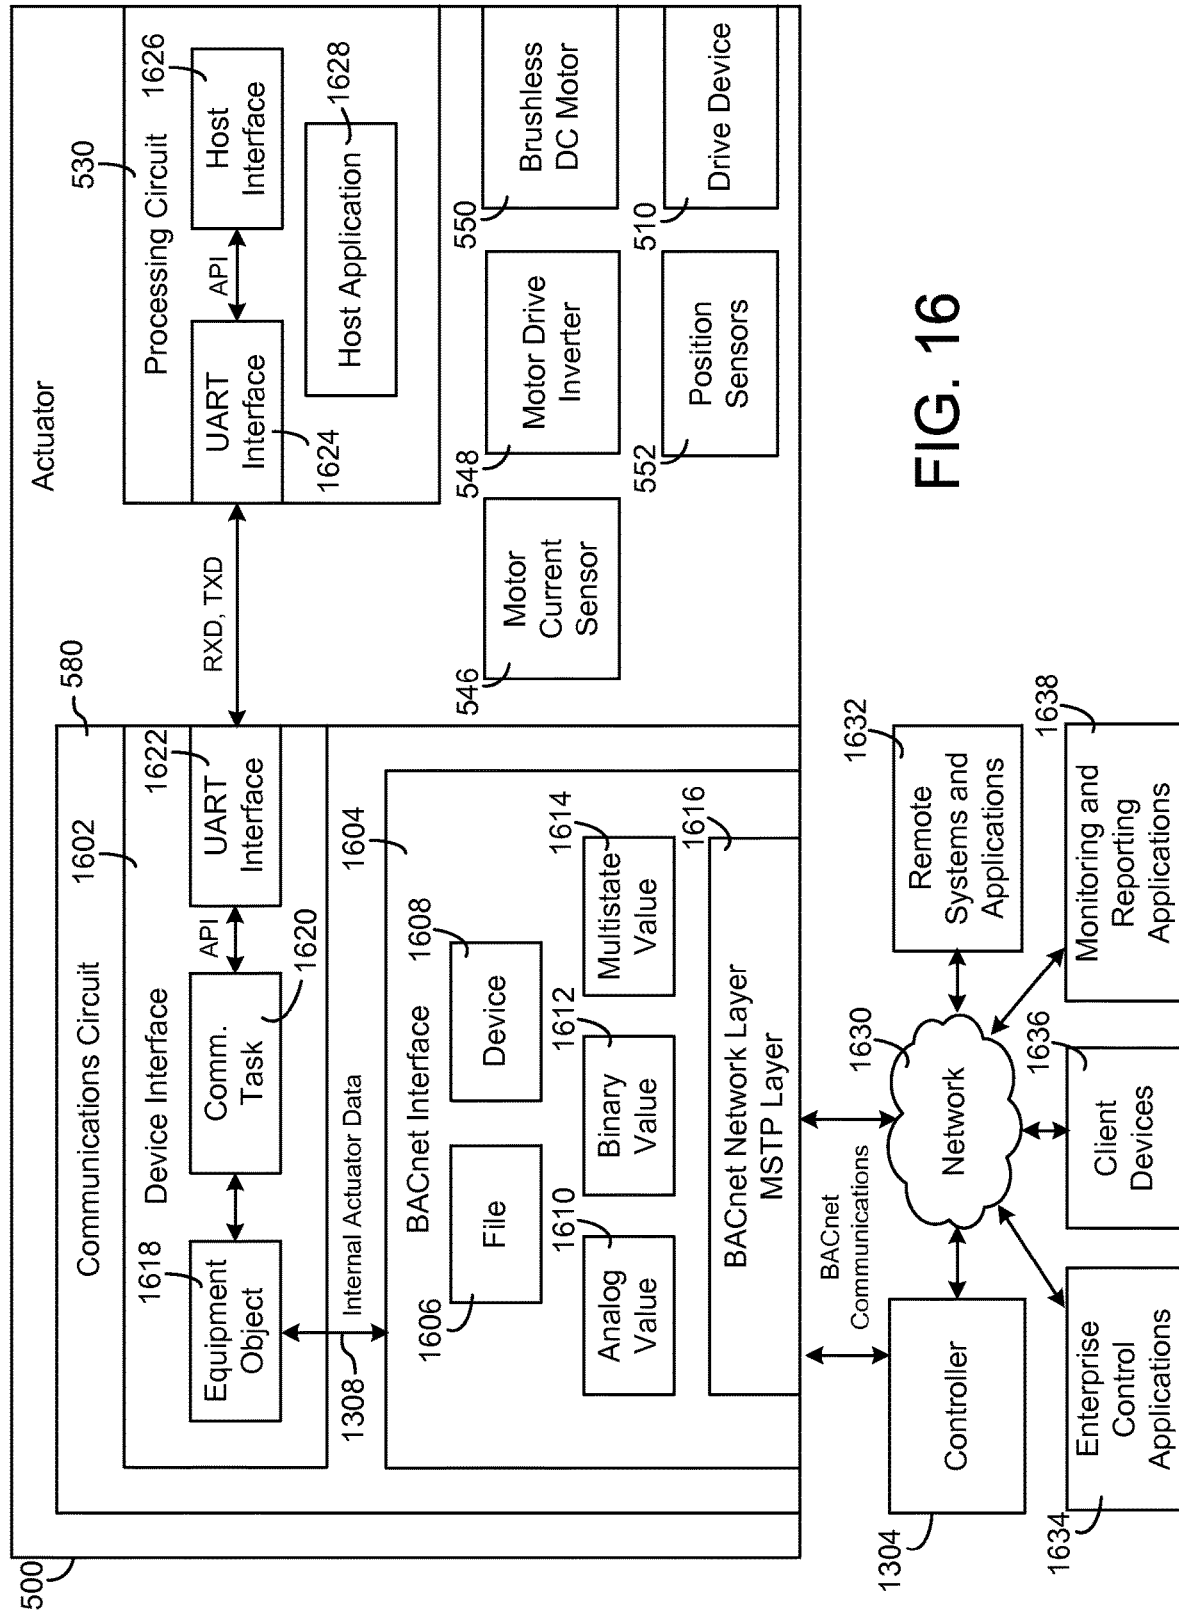 500
Actuator
Communications Circuit
580
1602
Device Interface
1618
Equipment
Object
Comm.
Task
1620
API
1622
UART
Interface
RXD, TXD
530
Processing Circuit
UART
Interface
1624
API
1626
Host
Interface
Host Application
1628
1308
Internal Actuator Data
1604
BACnet Interface
1606
File
Device
1608
1610
Analog
Value
1612
Binary
Value
1614
Multistate
Value
1616
BACnet Network Layer
MSTP Layer
546
Motor
Current
Sensor
548
Motor Drive
Inverter
550
Brushless
DC Motor
552
Position
Sensors
510
Drive Device
BACnet
Communications
1304
Controller
1630
Network
1632
Remote
Systems and
Applications
1634
Enterprise
Control
Applications
1636
Client
Devices
1638
Monitoring and
Reporting
Applications
FIG. 16